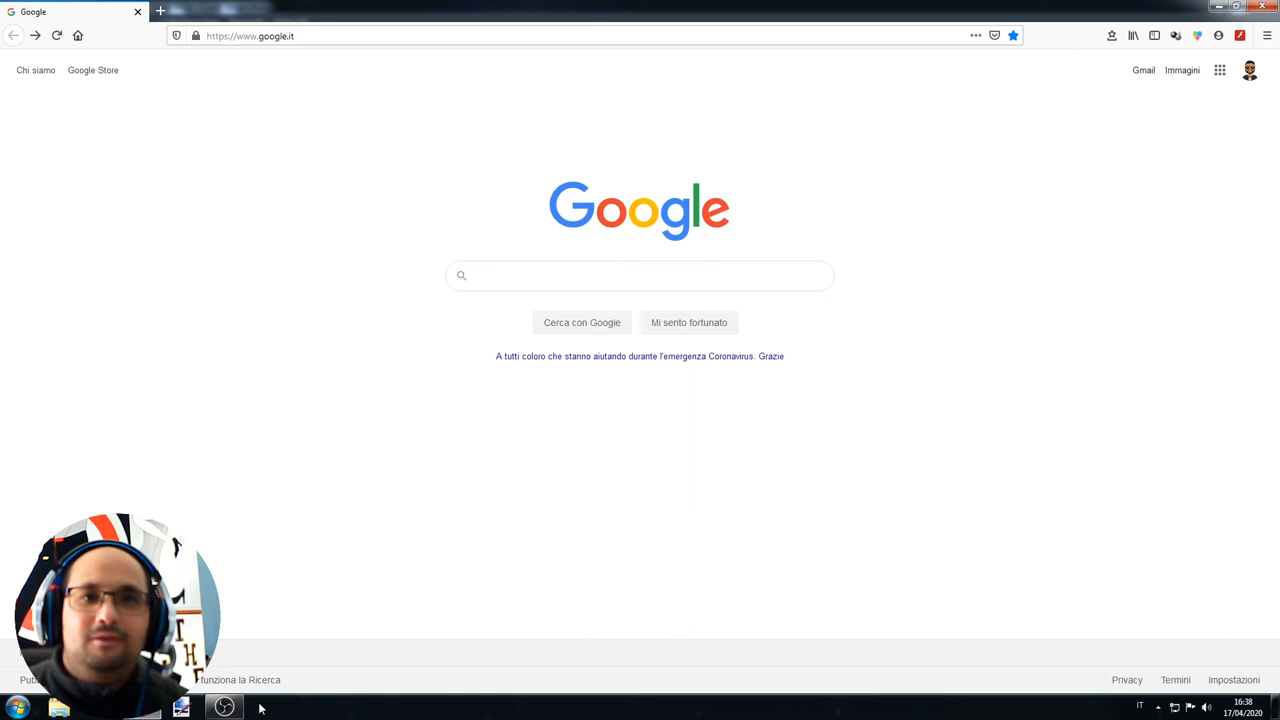 Google
https://www.google.it
Chi siamo
Google Store
Gmail
Immagini
Google
Cerca con Google
Mi sento fortunato
A tutti coloro che stanno aiutando durante l'emergenza Coronavirus. Grazie
funziona la Ricerca
Privacy
Termini
Impostazioni
IT
16:38
17/04/2020